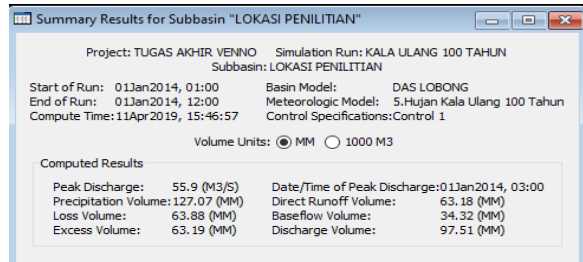 Summary Results for Subbasin "LOKASI PENILITIAN"
Project: TUGAS AKHIR VENNO Simulation Run: KALA ULANG 100 TAHUN
Subbasin: LOKASI PENILITIAN
Start of Run: 01Jan2014, 01:00 Basin Model: DAS LOBONG
End of Run: 01Jan2014, 12:00 Meteorologic Model: 5.Hujan Kala Ulang 100 Tahun
Compute Time: 11Apr2019, 15:46:57 Control Specifications: Control 1
Volume Units: MM 1000 M3
Computed Results
Peak Discharge: 55.9 (M3/S) Date/Time of Peak Discharge: 01Jan2014, 03:00
Precipitation Volume: 127.07 (MM) Direct Runoff Volume: 63.18 (MM)
Loss Volume: 63.88 (MM) Baseflow Volume: 34.32 (MM)
Excess Volume: 63.19 (MM) Discharge Volume: 97.51 (MM)